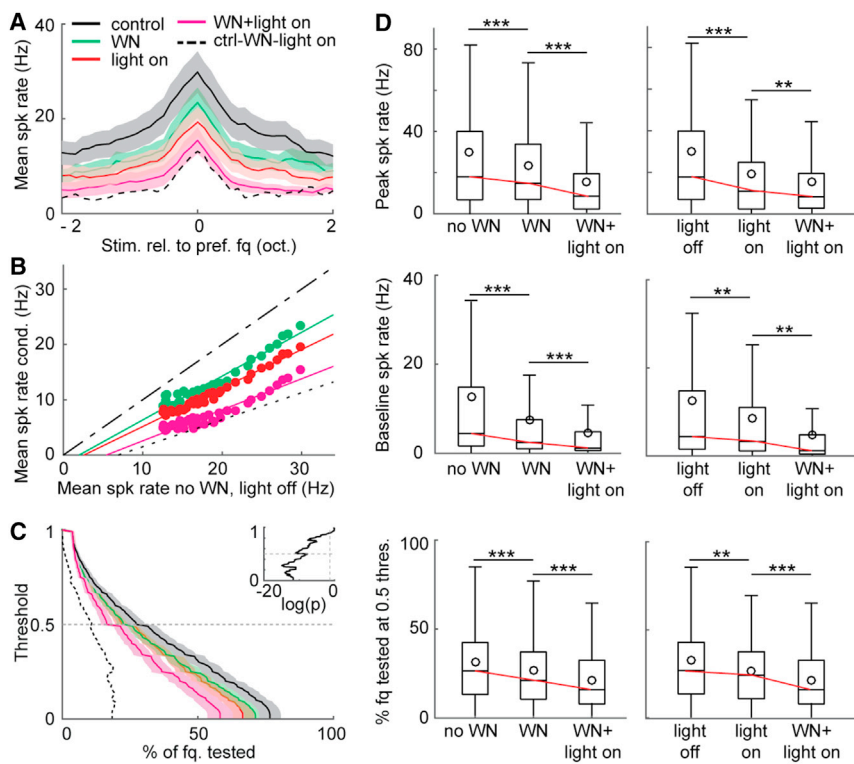 A
control
WN
light on
WN+light on
ctrl-WN-light on
Mean spk rate (Hz)
40
20
0
- 2
0
2
Stim. rel. to pref. fq (oct.)
B
Mean spk rate cond. (Hz)
30
20
10
0
0
10
20
30
Mean spk rate no WN, light off (Hz)
C
Threshold
1
0.5
0
0
50
100
% of fq. tested
1
0
-20
0
log(p)
D
Peak spk rate (Hz)
80
40
0
***
***
no WN
WN
WN+
light on
***
**
light
off
light
on
WN+
light on
Baseline spk rate (Hz)
40
20
0
***
***
no WN
WN
WN+
light on
**
**
light
off
light
on
WN+
light on
% fq tested at 0.5 thres.
100
50
0
***
***
no WN
WN
WN+
light on
**
***
light
off
light
on
WN+
light on